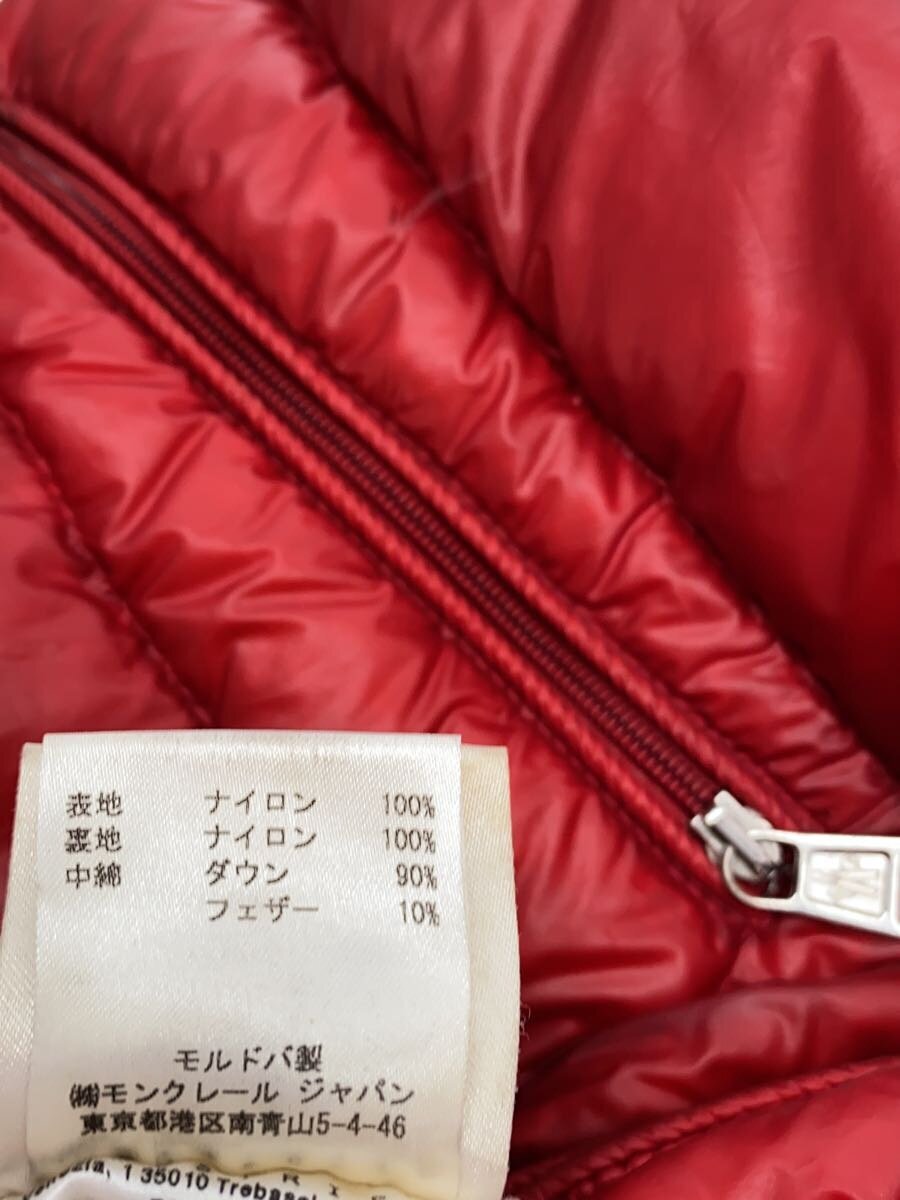 表地 ナイロン 100%
裏地 ナイロン 100%
中綿 ダウン 90%
フェザー 10%
モルドバ製
㈱モンクレール ジャパン
東京都港区南青山5-4-46
1 35010